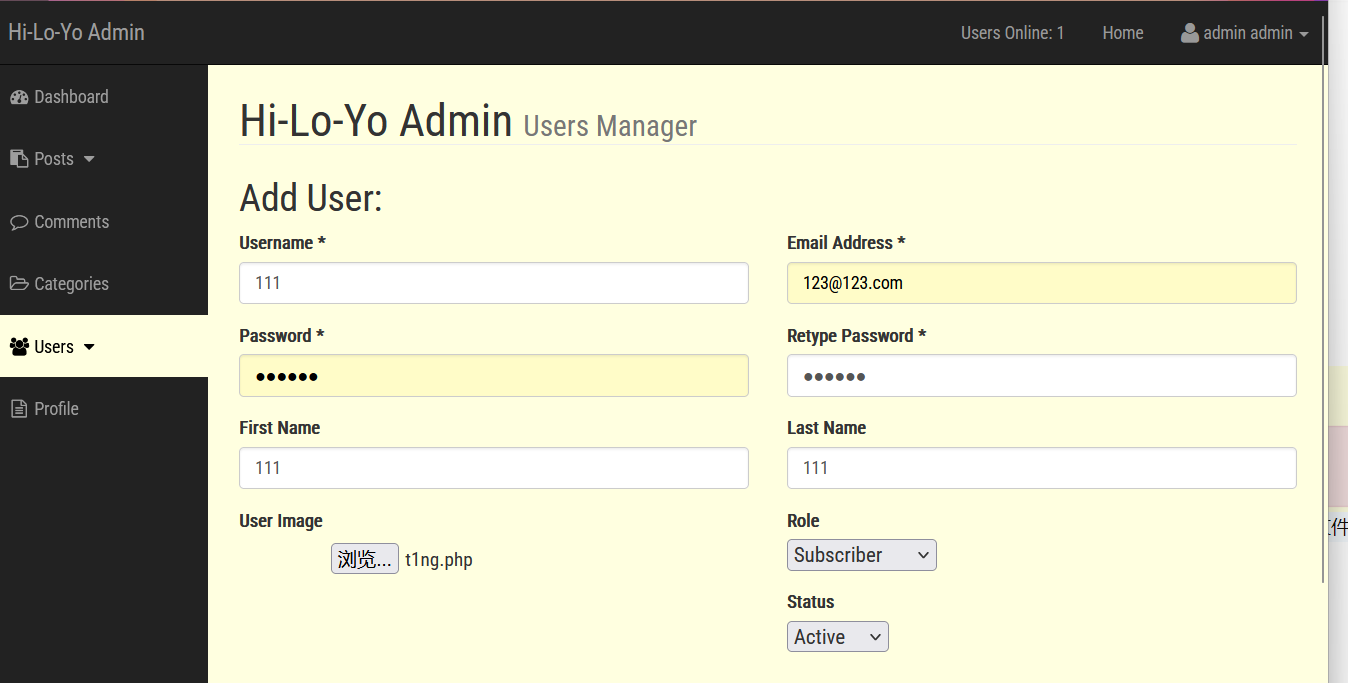 Hi-Lo-Yo Admin
Users Online: 1
Home
admin admin
Dashboard
Posts
Comments
Categories
Users
Profile
Hi-Lo-Yo Admin Users Manager
Add User:
Username *
Email Address *
111
123@123.com
Password *
Retype Password *
••••••
••••••
First Name
Last Name
111
111
User Image
Role
浏览... t1ng.php
Subscriber
Status
Active
件